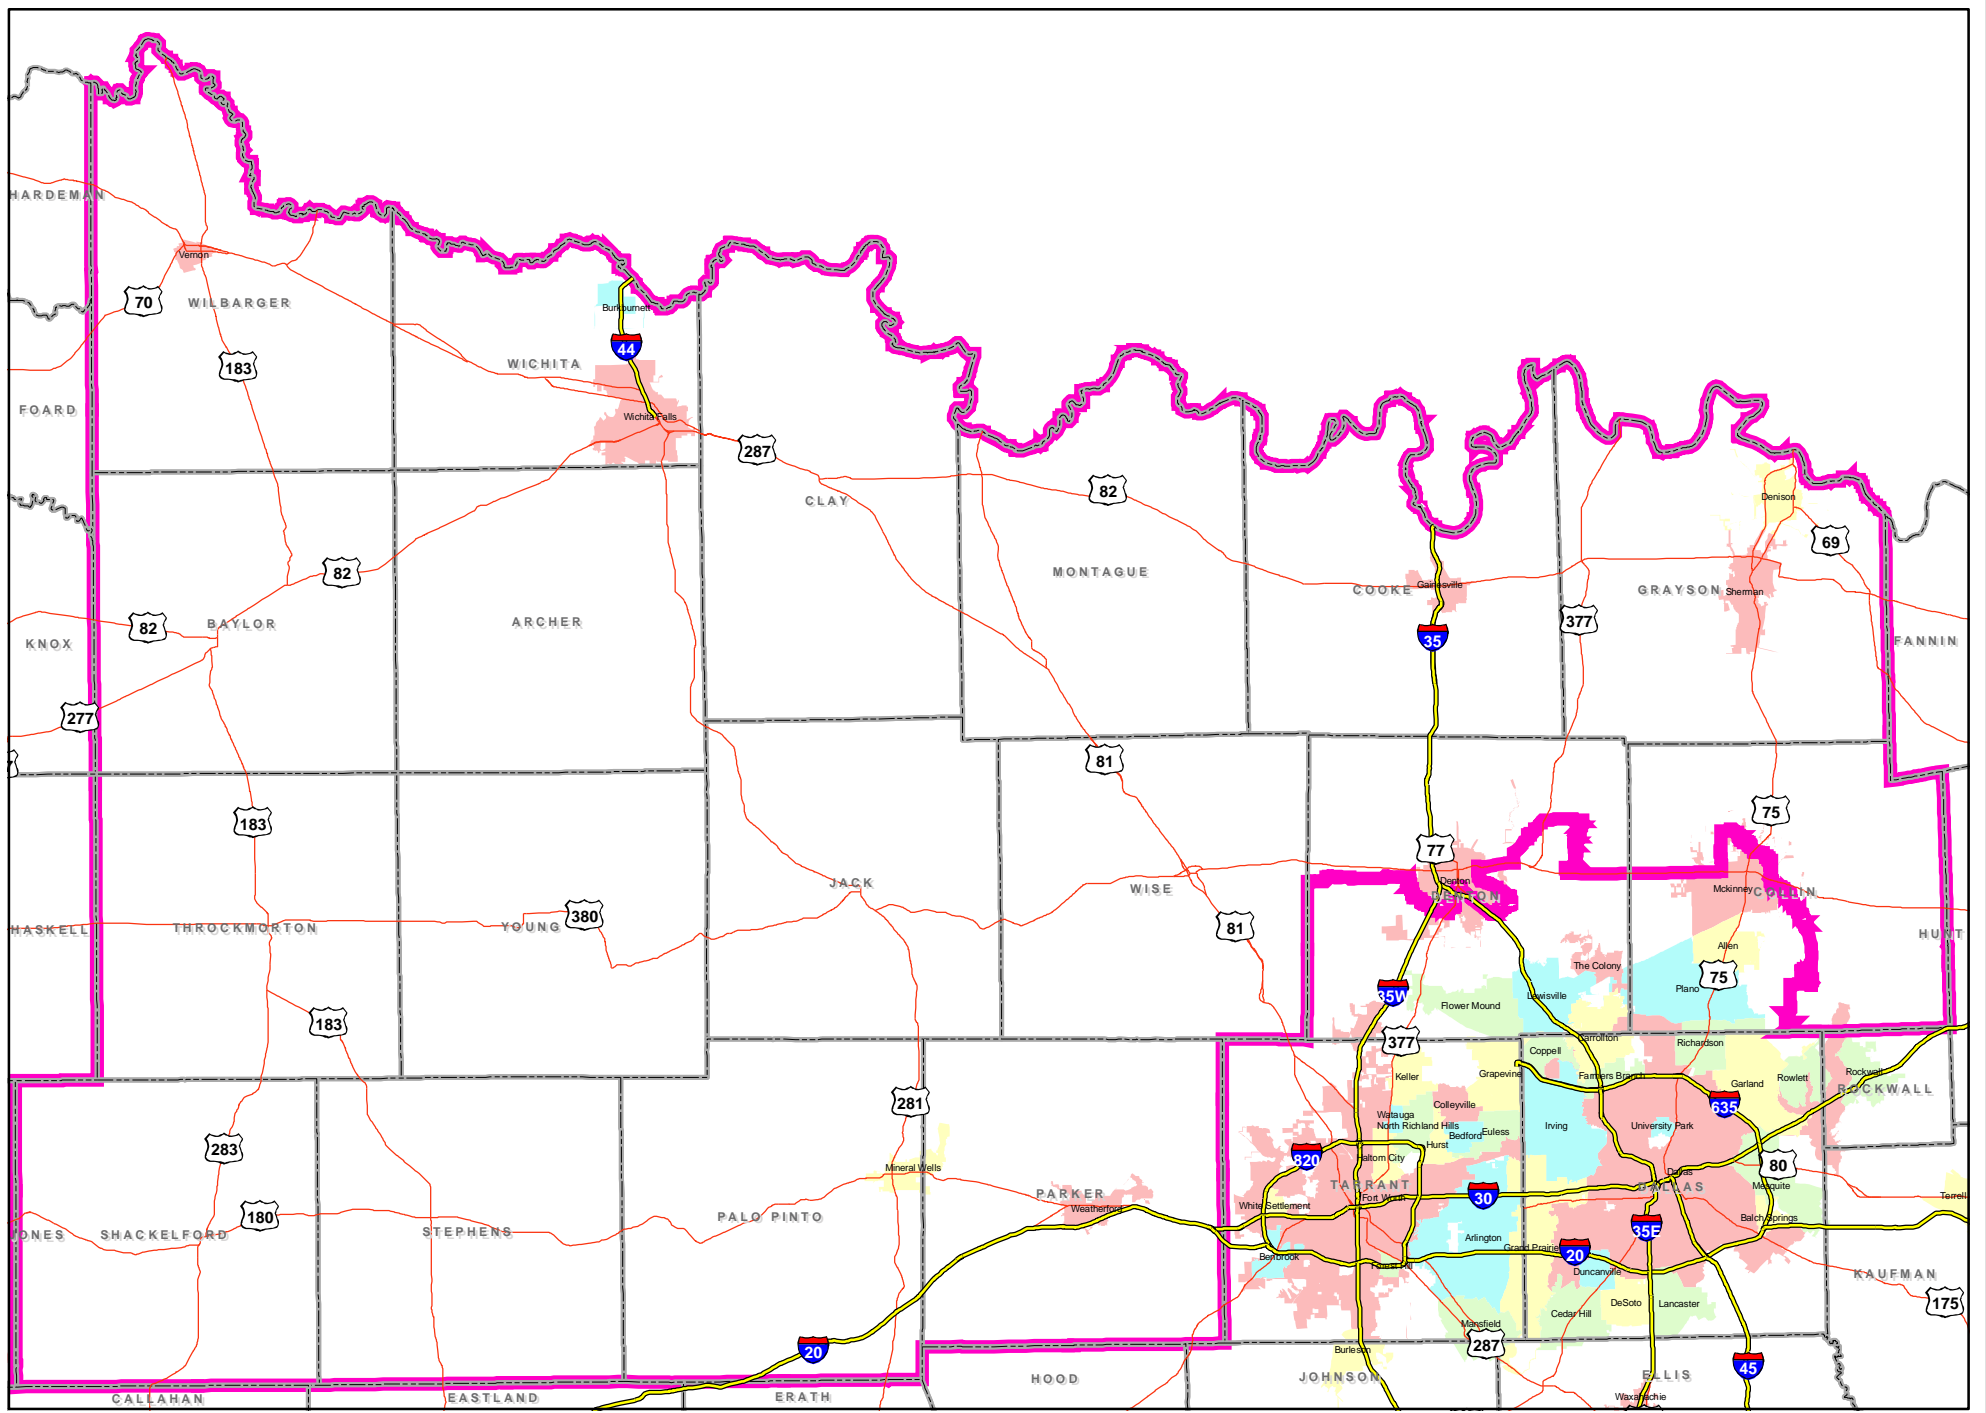 HARDEMAN
Vernon
70
WILBARGER
Burkburnett
44
183
WICHITA
FOARD
Wichita Falls
287
CLAY
82
Denison
69
82
MONTAGUE
COOKE
Gainesville
GRAYSON
Sherman
377
82
BAYLOR
ARCHER
KNOX
35
FANNIN
277
7
81
183
75
77
JACK
WISE
Denton
DENTON
Mckinney
COLLIN
380
HASKELL
THROCKMORTON
YOUNG
81
HUNT
Allen
The Colony
75
Plano
35W
Flower Mound
Lewisville
183
377
Carrollton
Richardson
Coppell
Keller
Grapevine
Farmers Branch
Garland
Rowlett
Rockwall
ROCKWALL
281
Colleyville
635
Watauga
North Richland Hills
Bedford
Euless
Irving
University Park
Hurst
283
820
Haltom City
80
Mineral Wells
Dallas
DALLAS
Mesquite
TARRANT
PARKER
30
Fort Worth
Terrell
Weatherford
White Settlement
180
PALO PINTO
Balch Springs
JONES
SHACKELFORD
STEPHENS
35E
Arlington
Grand Prairie
20
Benbrook
Forest Hill
Duncanville
KAUFMAN
175
DeSoto
Lancaster
Cedar Hill
Mansfield
287
20
Burleson
45
HOOD
JOHNSON
ELLIS
CALLAHAN
EASTLAND
ERATH
Waxahachie